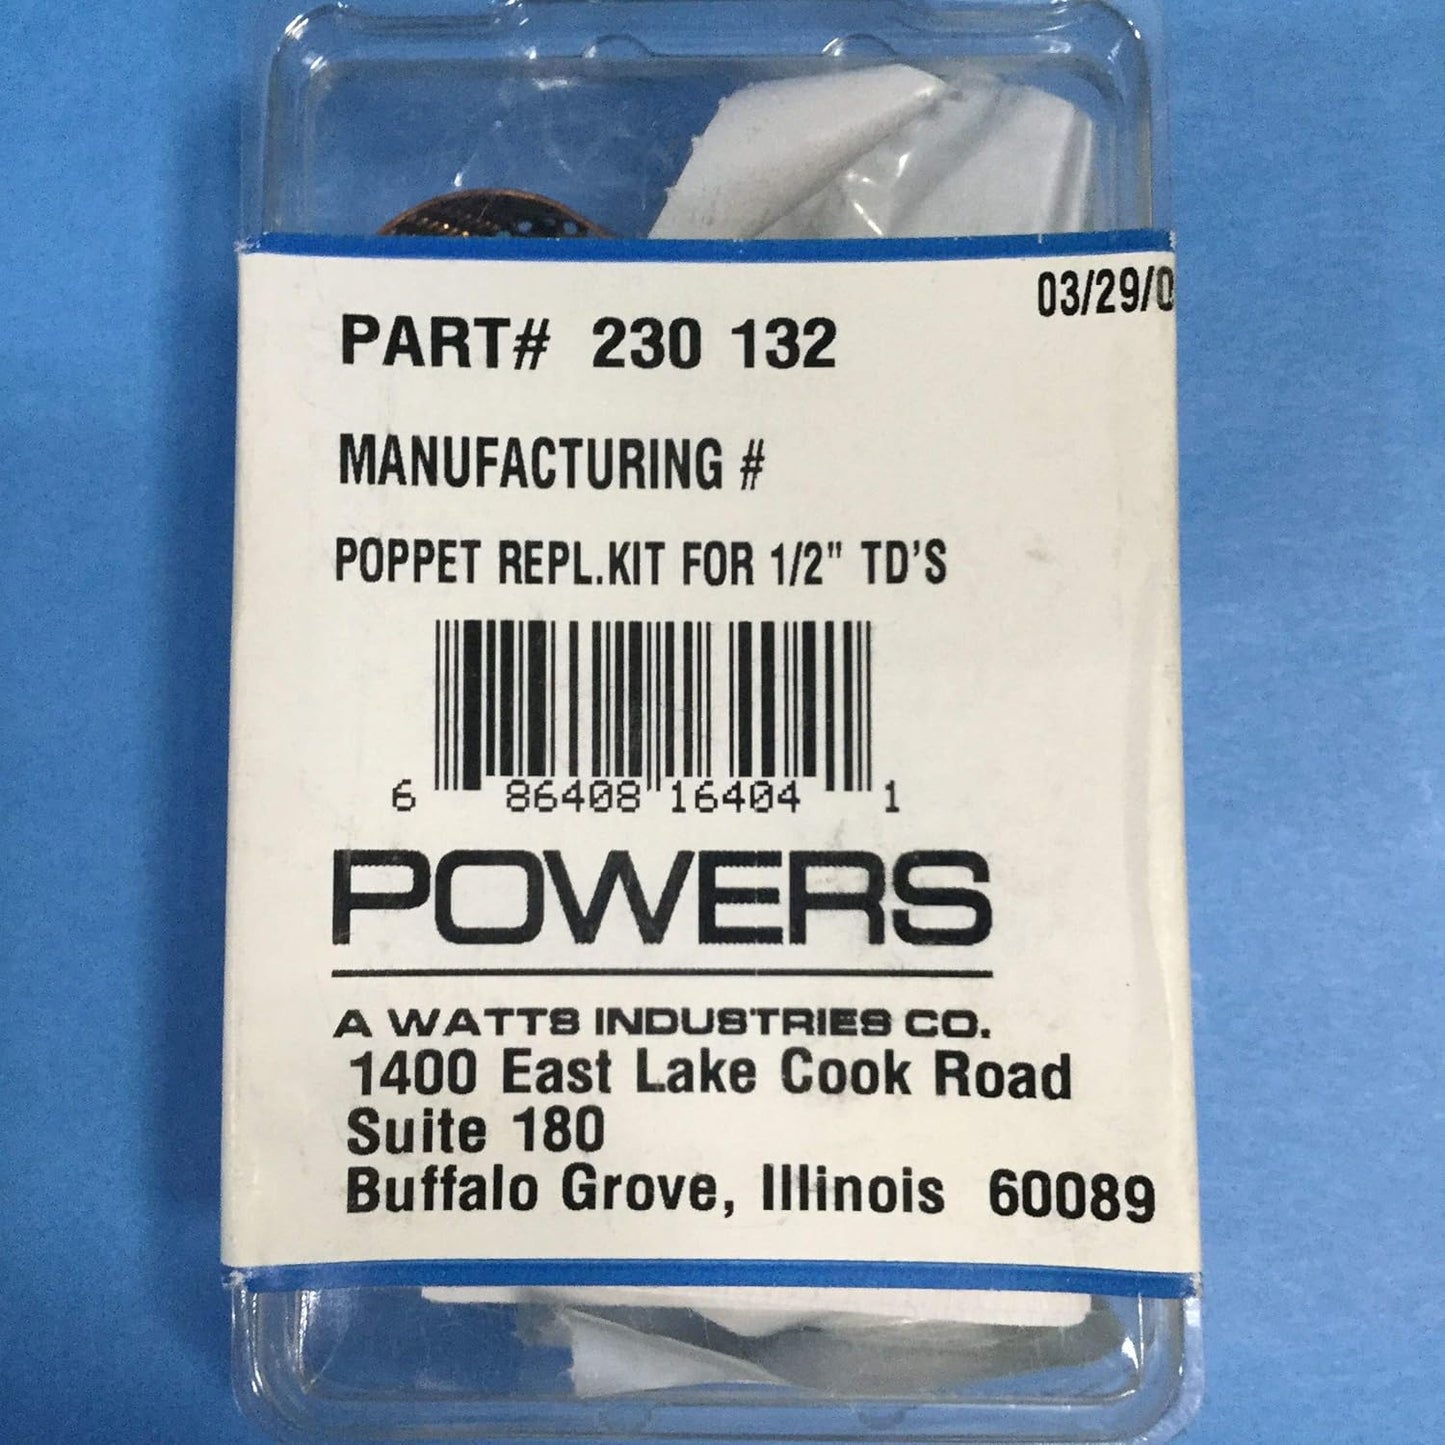 03/29/0
PART# 230 132
MANUFACTURING #
POPPET REPL.KIT FOR 1/2" TD'S
6 86408 16404 1
POWERS
A WATTS INDUSTRIES CO.
1400 East Lake Cook Road
Suite 180
Buffalo Grove, Illinois 60089